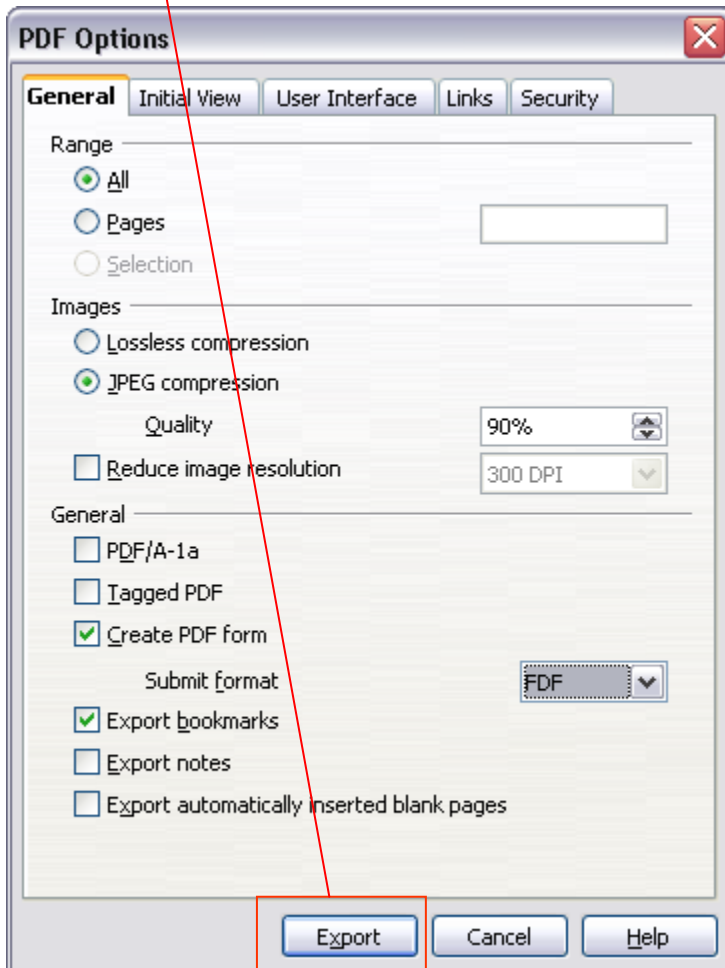 PDF Options
General Initial View User Interface Links Security
Range
All
Pages
Selection
Images
Lossless compression
JPEG compression
Quality 90%
Reduce image resolution 300 DPI
General
PDF/A-1a
Tagged PDF
Create PDF form
Submit format FDF
Export bookmarks
Export notes
Export automatically inserted blank pages
Export Cancel Help